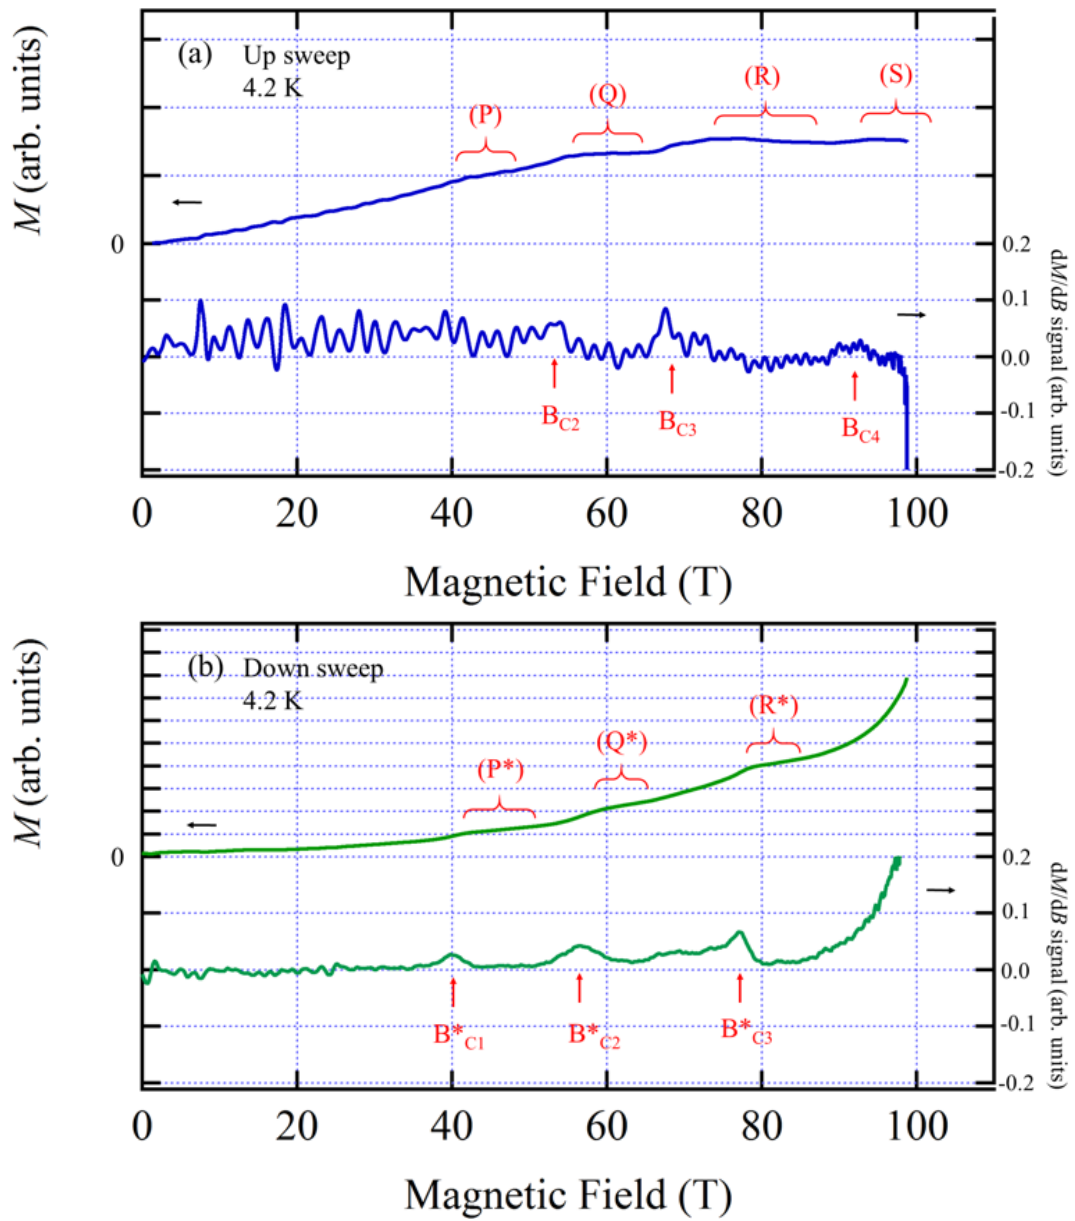 (a) Up sweep
4.2 K
M (arb. units)
0
(P)
(Q)
(R)
(S)
0.2
0.1
0.0
-0.1
-0.2
dM/dB signal (arb. units)
B_C2
B_C3
B_C4
0 20 40 60 80 100
Magnetic Field (T)
(b) Down sweep
4.2 K
M (arb. units)
0
(P*)
(Q*)
(R*)
0.2
0.1
0.0
-0.1
-0.2
dM/dB signal (arb. units)
B*_C1
B*_C2
B*_C3
0 20 40 60 80 100
Magnetic Field (T)